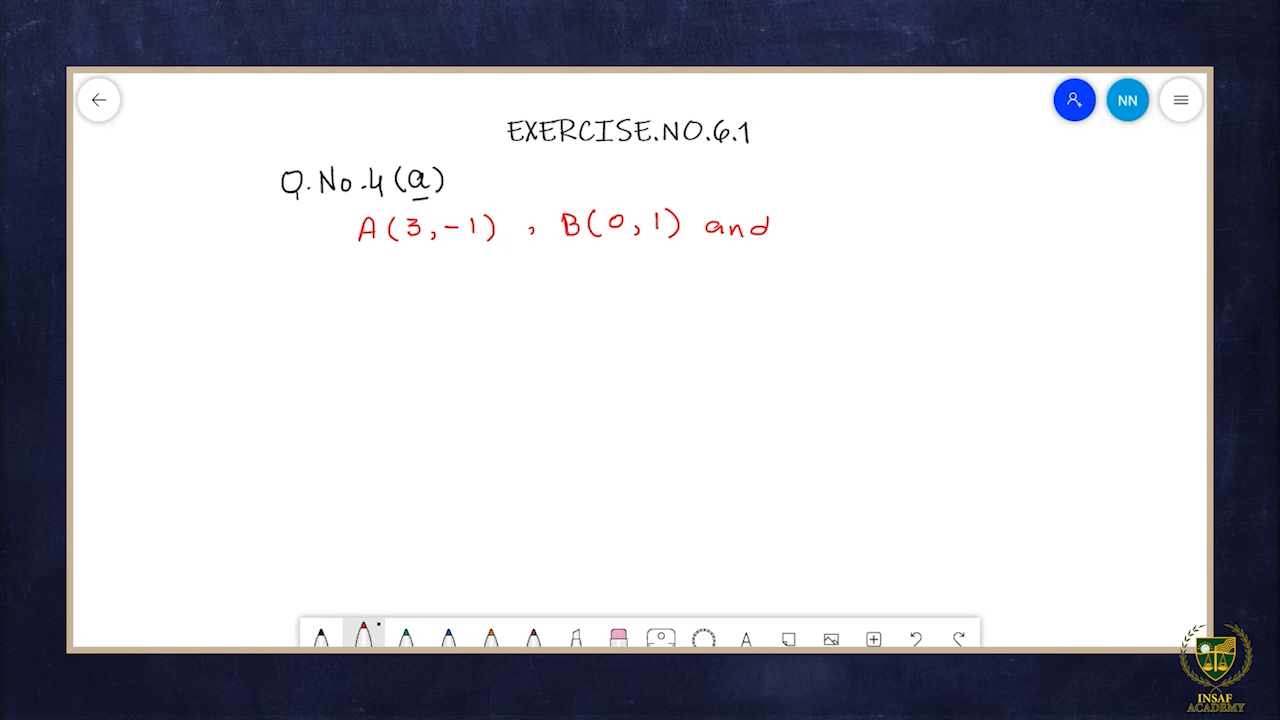 NN
EXERCISE.NO.6.1
Q.No.4(a)
A(3,-1) , B(0,1) and
A
INSAF
ACADEMY